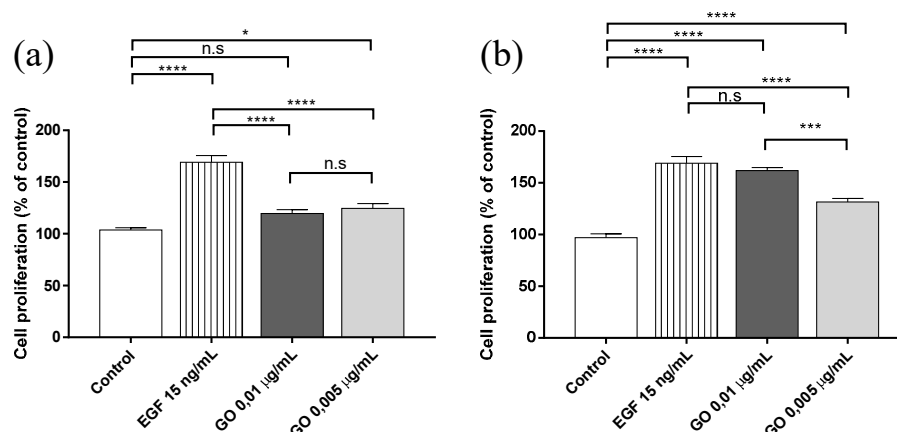 (a)
*
n.s
****
****
****
n.s
Cell proliferation (% of control)
200
150
100
50
0
Control
EGF 15 ng/mL
GO 0,01 µg/mL
GO 0,005 µg/mL
(b)
****
****
****
****
n.s
***
Cell proliferation (% of control)
200
150
100
50
0
Control
EGF 15 ng/mL
GO 0,01 µg/mL
GO 0,005 µg/mL